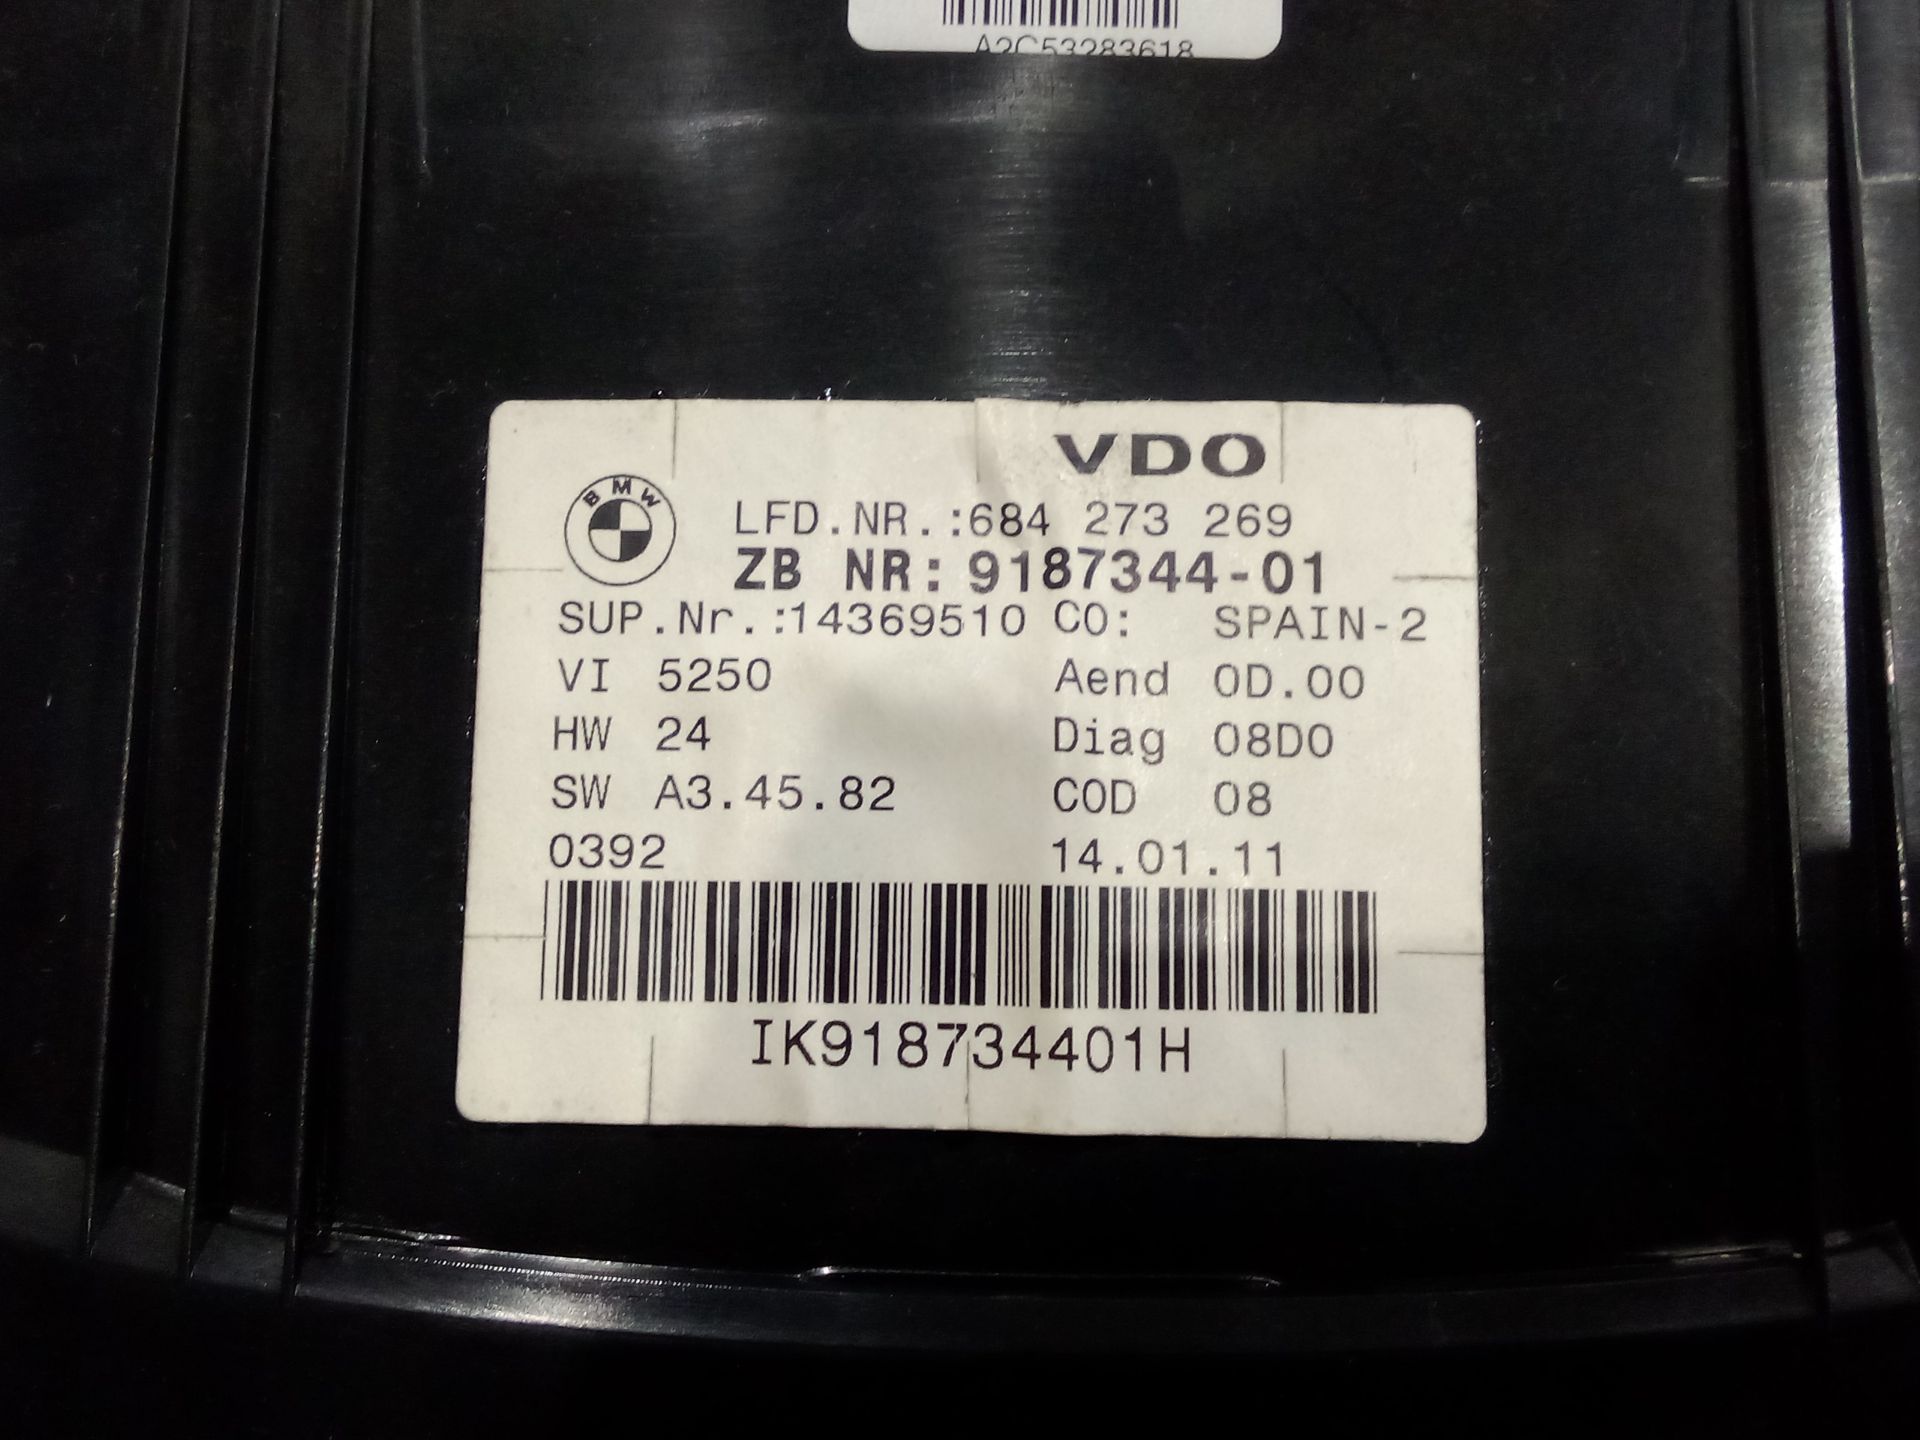 A2C53283618
VDO
BMW
LFD.NR.:684 273 269
ZB NR: 9187344-01
SUP.Nr.:14369510 CO: SPAIN-2
VI 5250 Aend 0D.00
HW 24 Diag 08D0
SW A3.45.82 COD 08
0392 14.01.11
IK918734401H